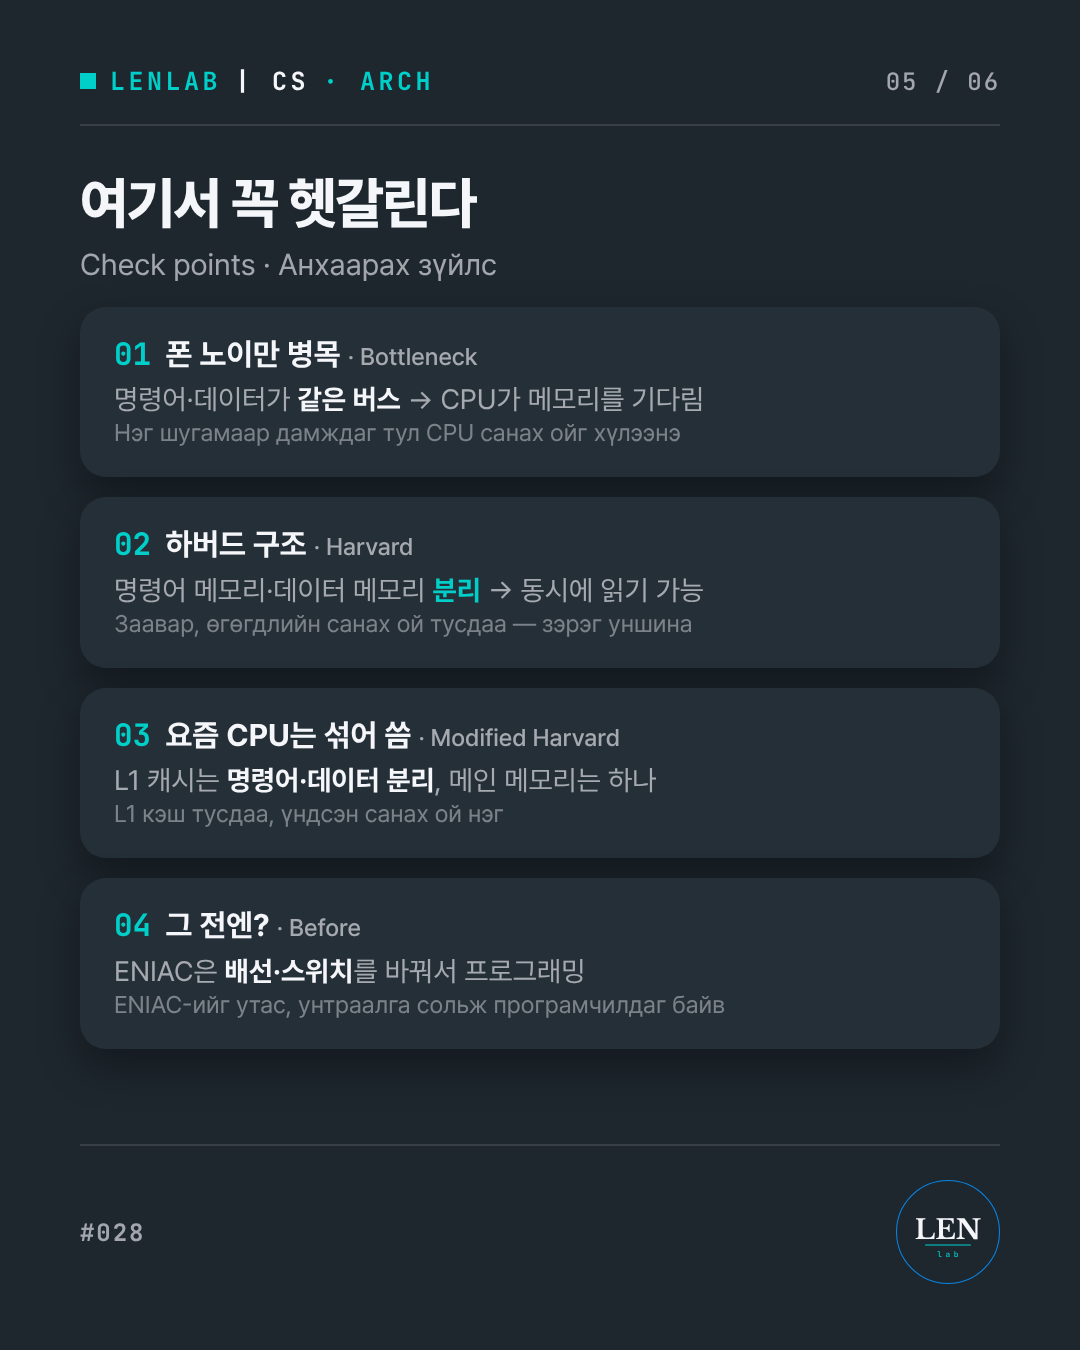 LENLAB | CS · ARCH
05 / 06
여기서 꼭 헷갈린다
Check points · Анхаарах зүйлс
01 폰 노이만 병목 · Bottleneck
명령어·데이터가 같은 버스 → CPU가 메모리를 기다림
Нэг шугамаар дамждаг тул CPU санах ойг хүлээнэ
02 하버드 구조 · Harvard
명령어 메모리·데이터 메모리 분리 → 동시에 읽기 가능
Заавар, өгөгдлийн санах ой тусдаа — зэрэг уншина
03 요즘 CPU는 섞어 씀 · Modified Harvard
L1 캐시는 명령어·데이터 분리, 메인 메모리는 하나
L1 кэш тусдаа, үндсэн санах ой нэг
04 그 전엔? · Before
ENIAC은 배선·스위치를 바꿔서 프로그래밍
ENIAC-ийг утас, унтраалга сольж програмчилдаг байв
#028
LEN
lab